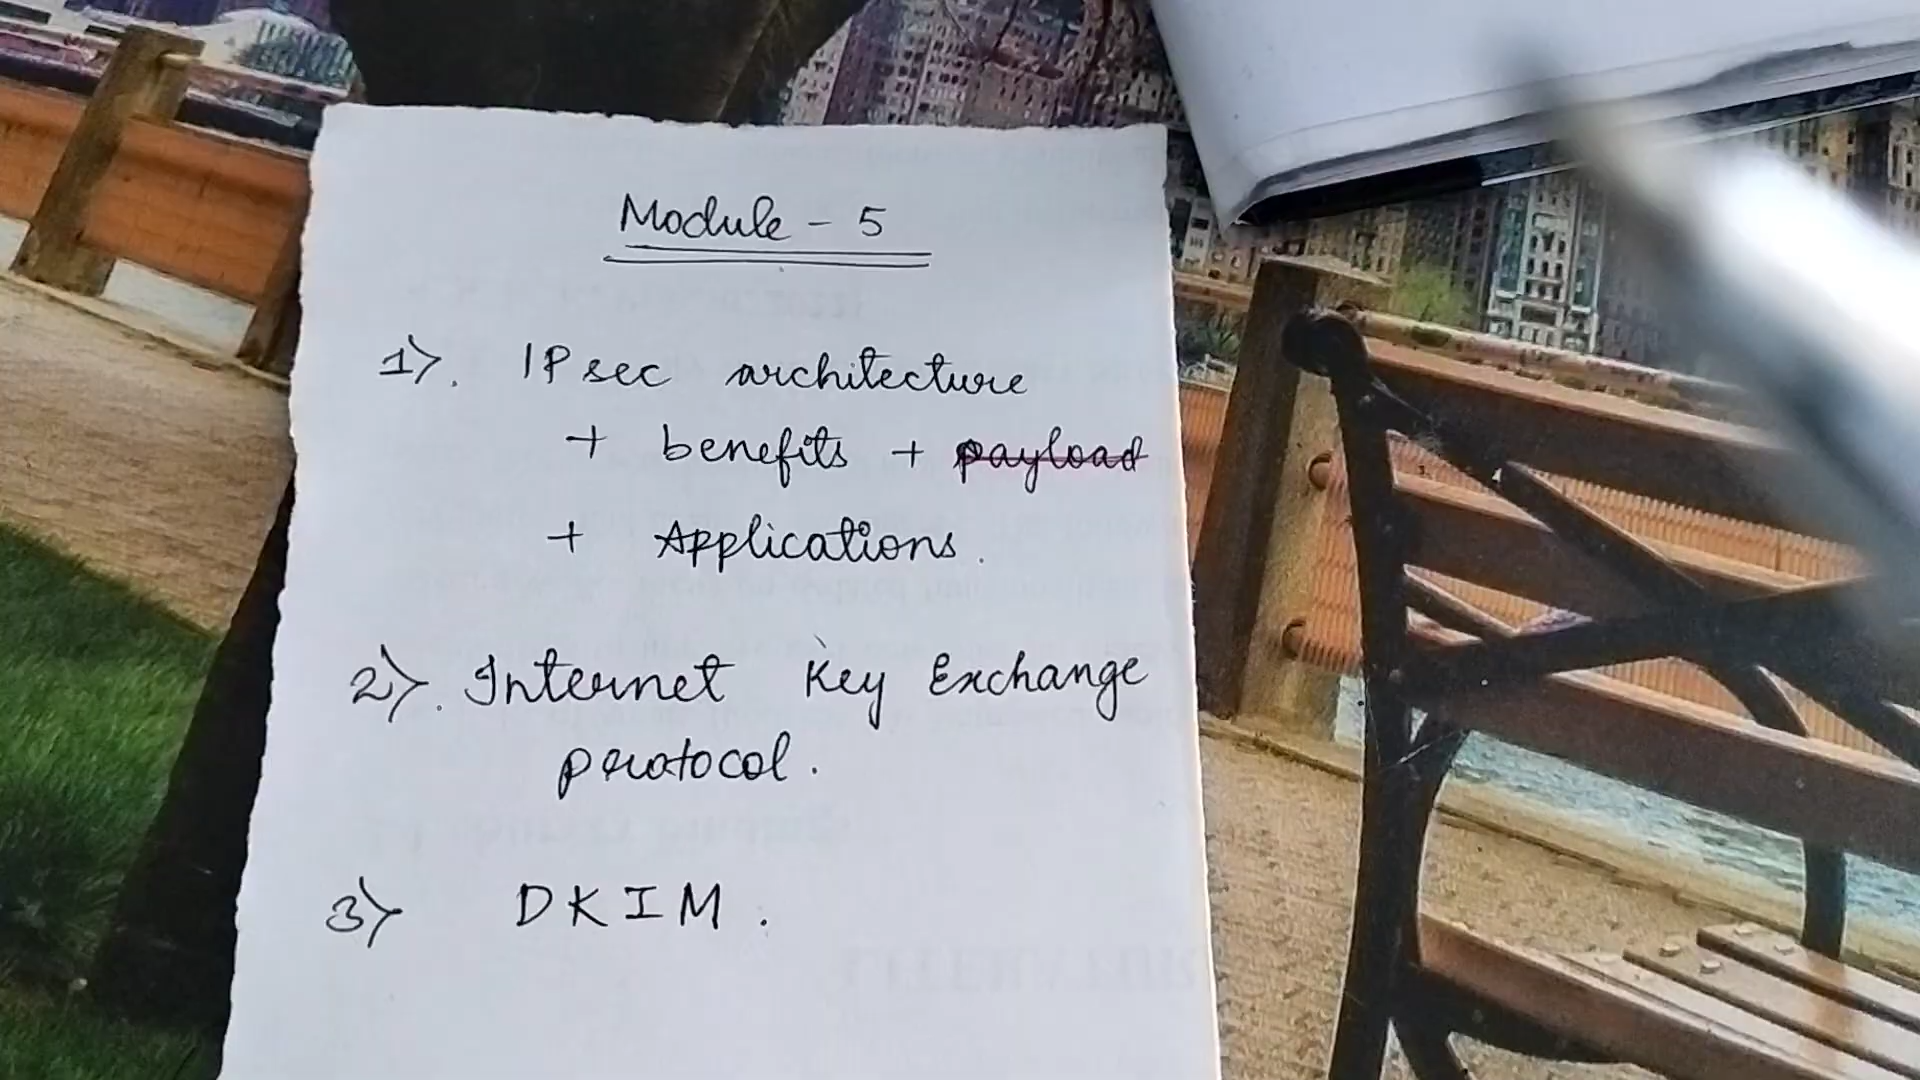 Module - 5
1). IPsec architecture
+ benefits + payload
+ Applications.
2). Internet Key Exchange
protocol.
3) DKIM.